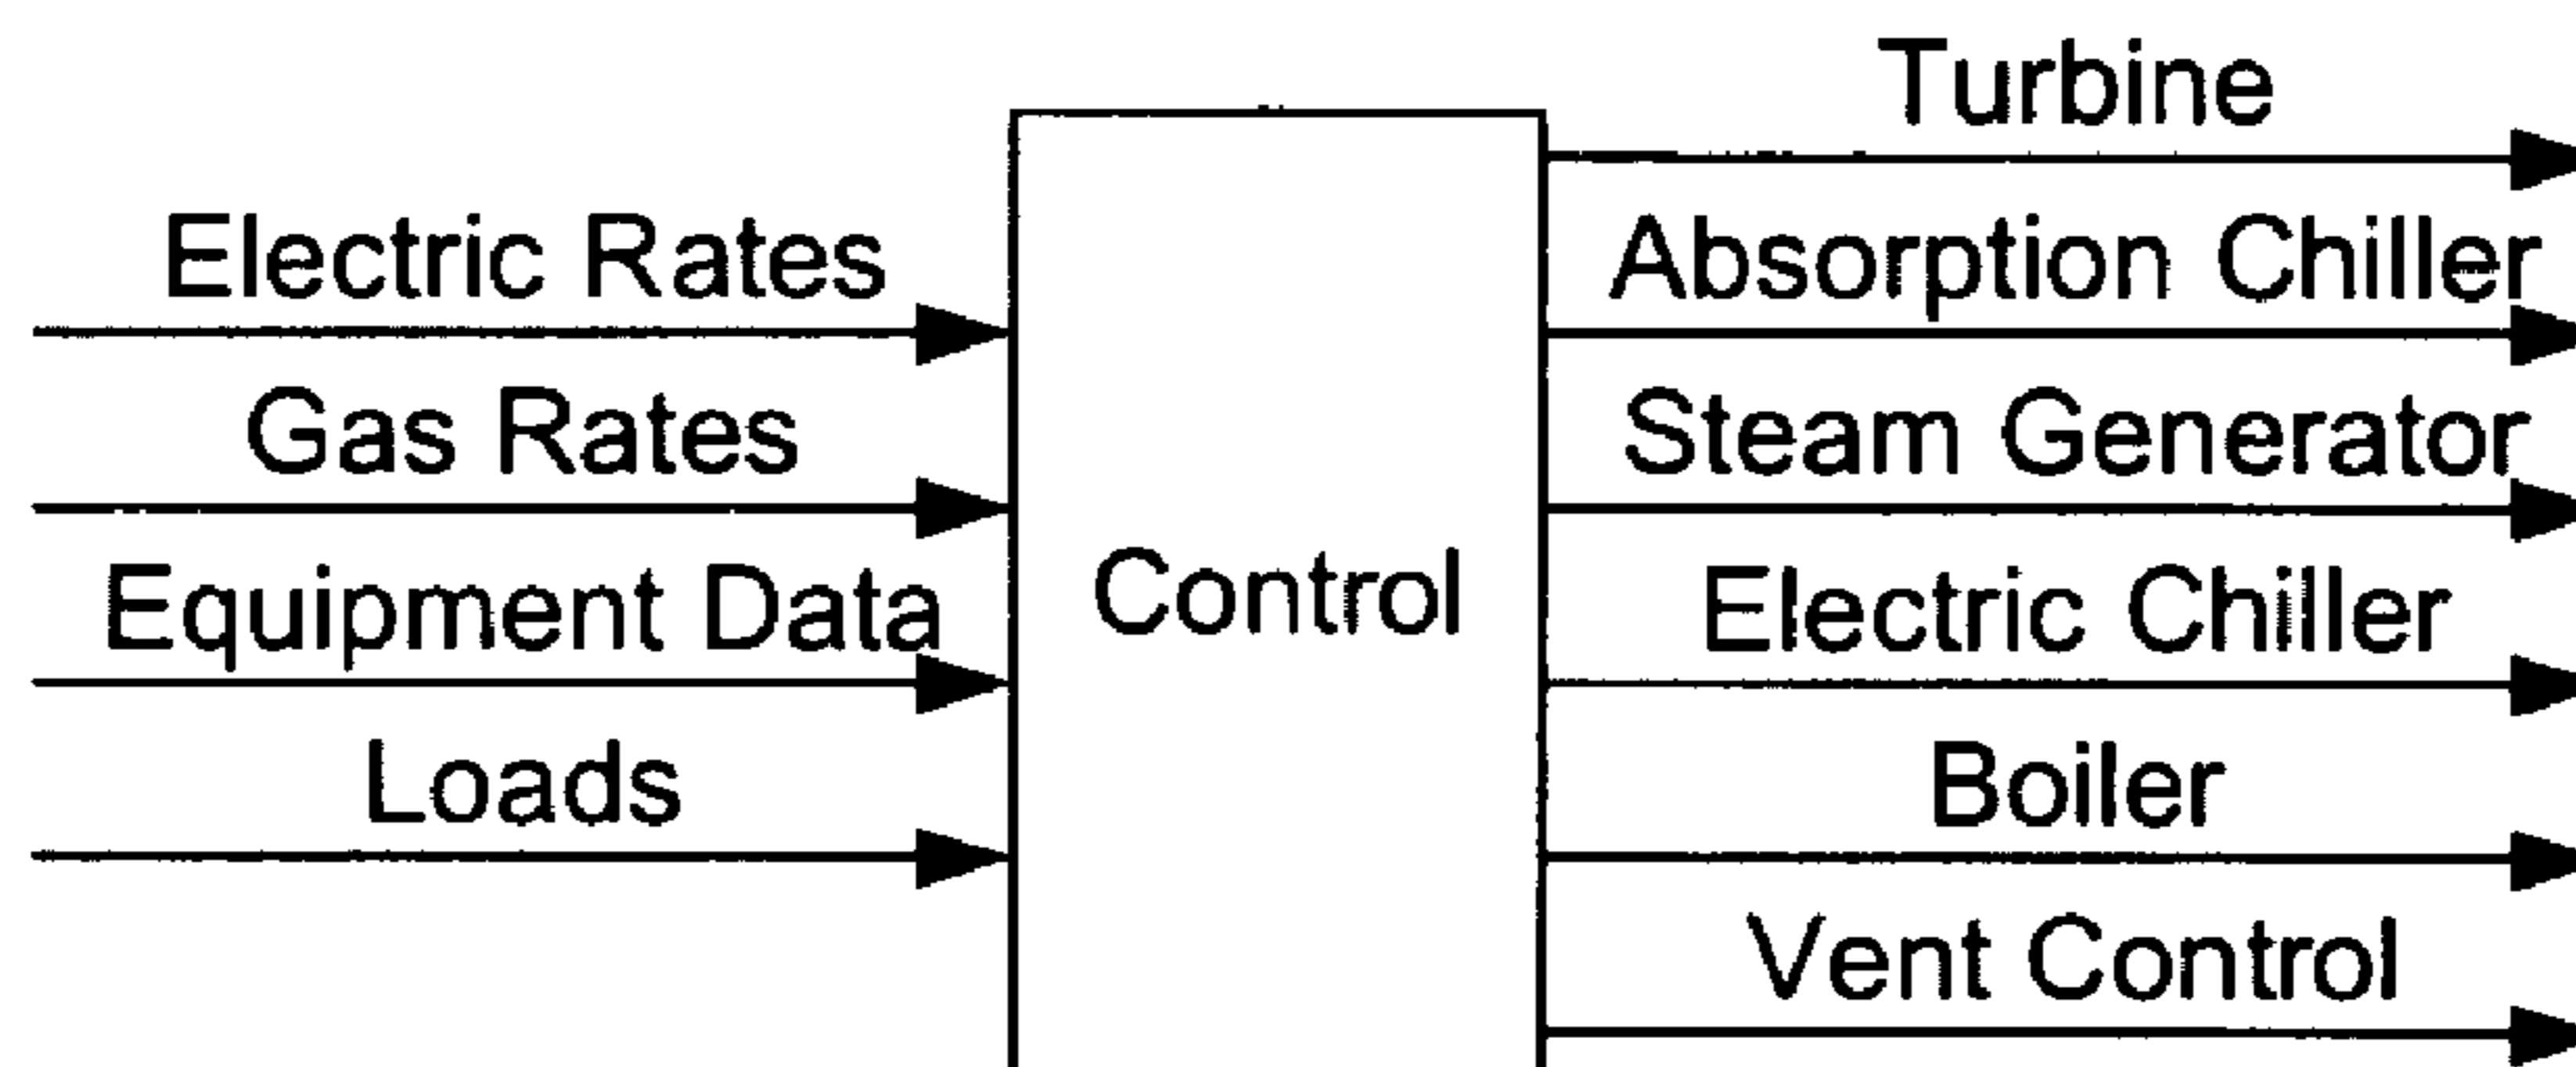 Turbine
Electric Rates
Absorption Chiller
Gas Rates
Steam Generator
Equipment Data
Control
Electric Chiller
Loads
Boiler
Vent Control